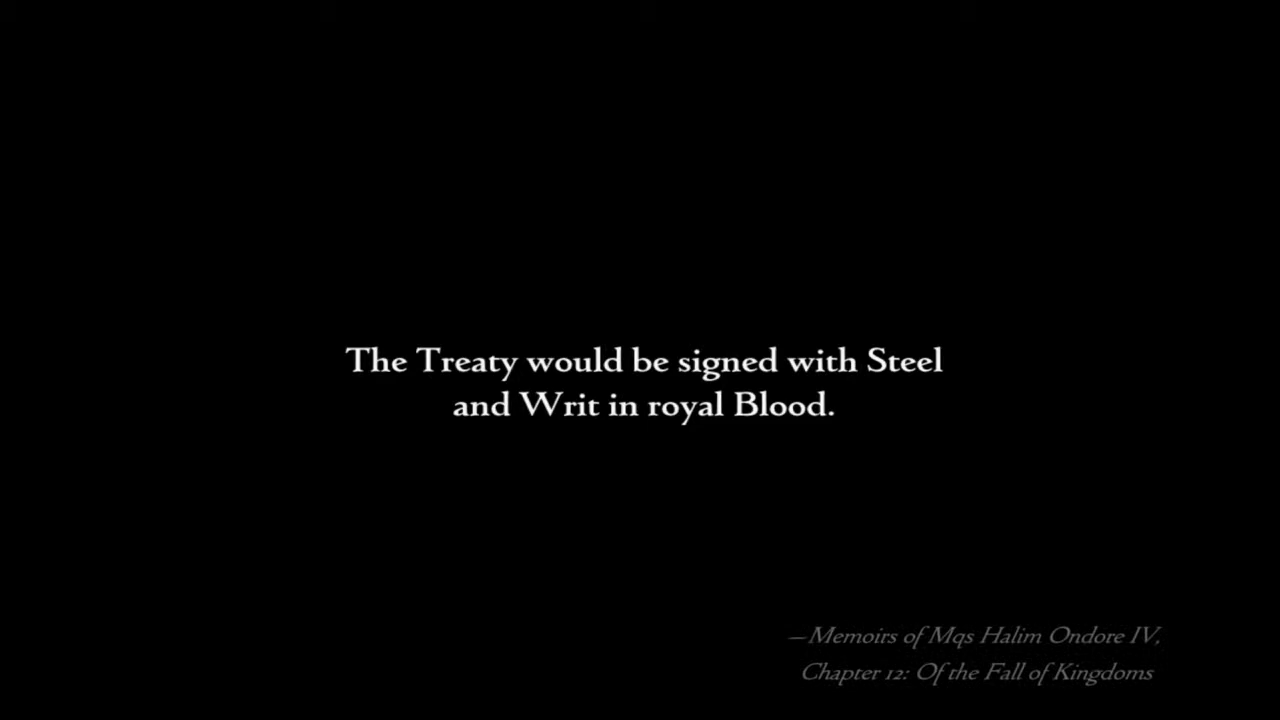 The Treaty would be signed with Steel
and Writ in royal Blood.
—Memoirs of Mqs Halim Ondore IV,
Chapter 12: Of the Fall of Kingdoms